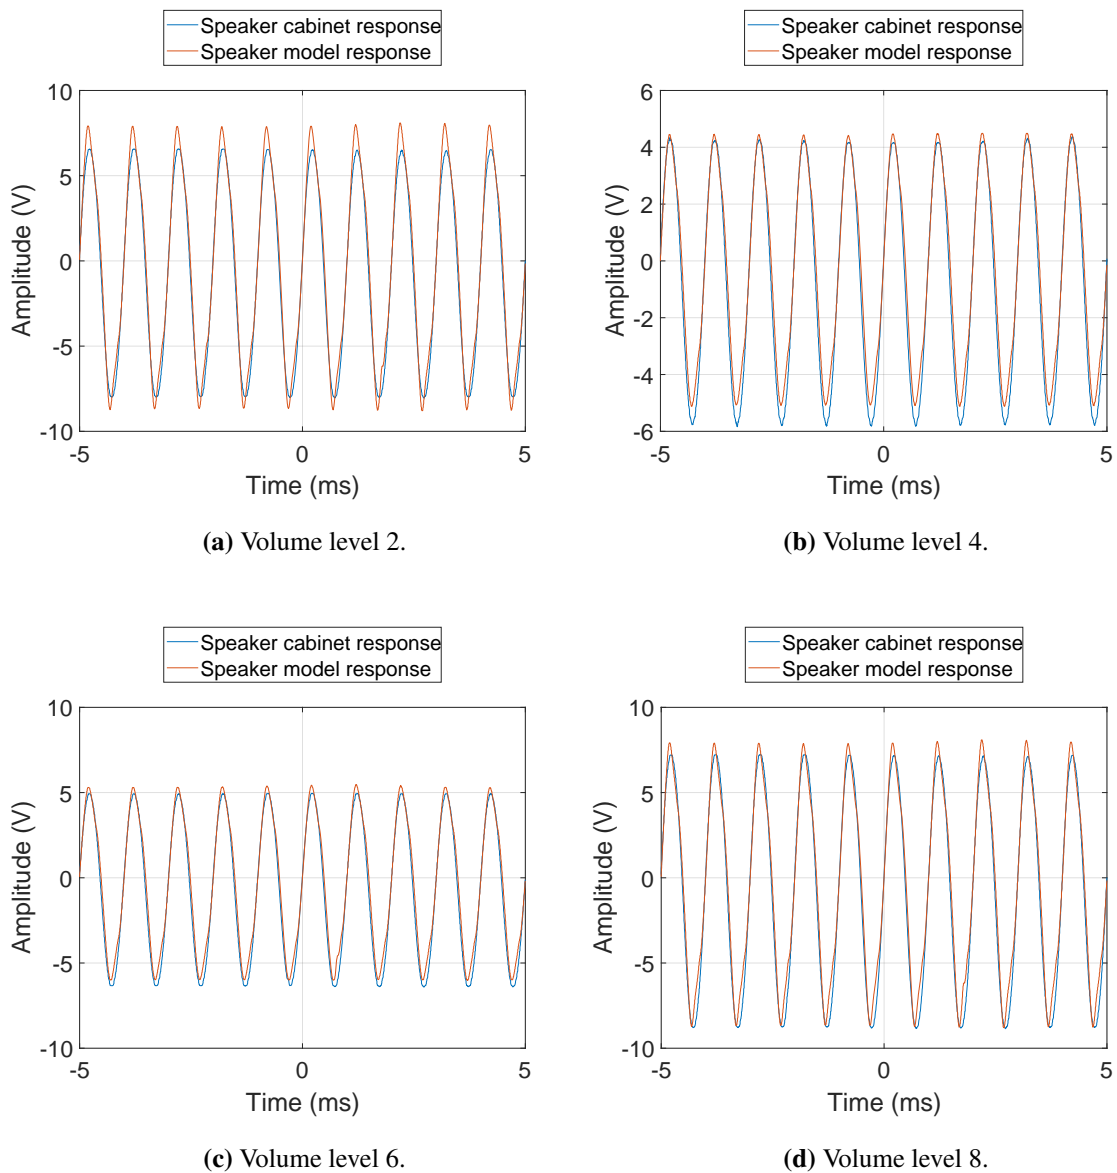 Speaker cabinet response
Speaker model response
10
5
0
-5
-10
Amplitude (V)
-5
0
5
Time (ms)
(a) Volume level 2.
Speaker cabinet response
Speaker model response
6
4
2
0
-2
-4
-6
Amplitude (V)
-5
0
5
Time (ms)
(b) Volume level 4.
Speaker cabinet response
Speaker model response
10
5
0
-5
-10
Amplitude (V)
-5
0
5
Time (ms)
(c) Volume level 6.
Speaker cabinet response
Speaker model response
10
5
0
-5
-10
Amplitude (V)
-5
0
5
Time (ms)
(d) Volume level 8.